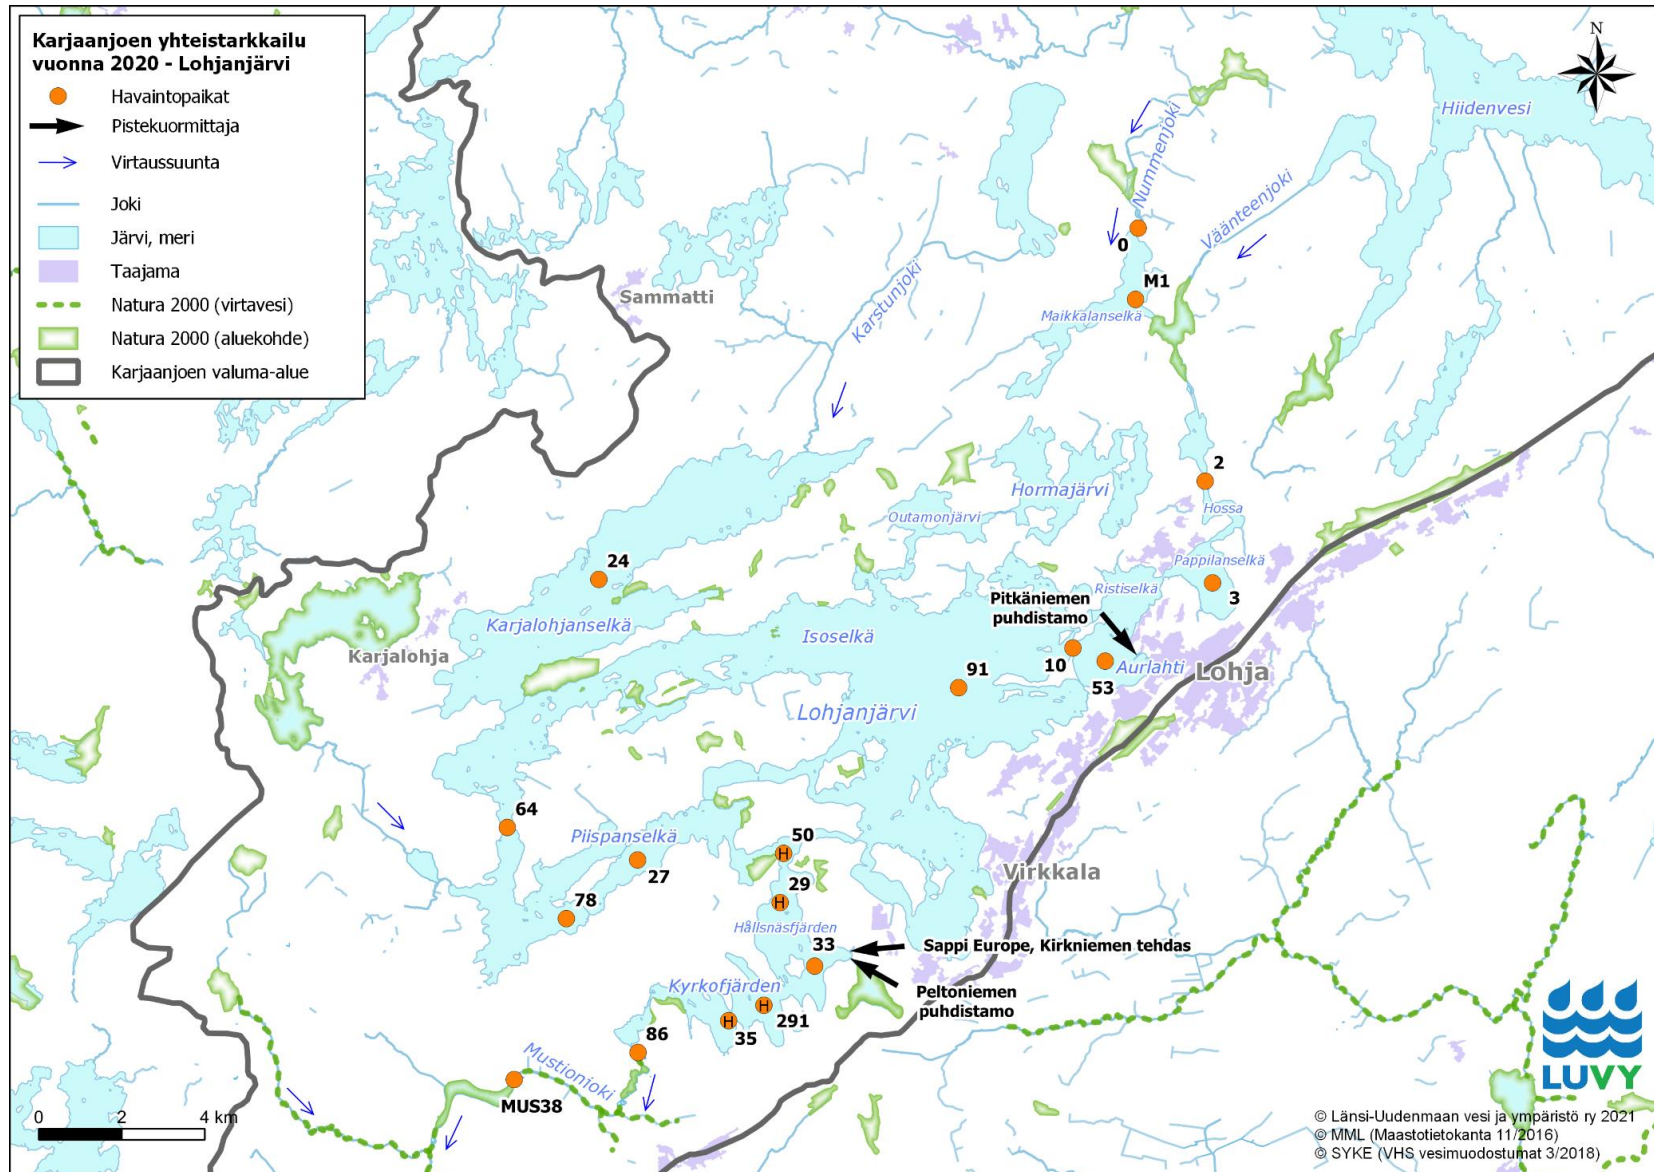 Karjaanjoen yhteistarkkailu
vuonna 2020 - Lohjanjärvi
Havaintopaikat
Pistekuormittaja
Virtaussuunta
Joki
Järvi, meri
Taajama
Natura 2000 (virtavesi)
Natura 2000 (aluekohde)
Karjaanjoen valuma-alue
N
Hiidenvesi
Nummenjoki
Väänteenjoki
0
M1
Sammatti
Maikkalanselkä
Karstunjoki
2
Hormajärvi
Hossa
Outamonjärvi
24
Pappilanselkä
Ristiselkä
3
Pitkäniemen
puhdistamo
Karjalohjanselkä
Isoselkä
Karjalohja
10
53
Aurlahti
Lohja
91
Lohjanjärvi
64
Piispanselkä
50
H
27
29
H
Virkkala
78
Hållsnäsfjärden
33
Sappi Europe, Kirkniemen tehdas
Kyrkofjärden
Peltoniemen
puhdistamo
H
291
H
35
86
Mustionjoki
MUS38
LUVY
0 2 4 km
© Länsi-Uudenmaan vesi ja ympäristö ry 2021
© MML (Maastotietokanta 11/2016)
© SYKE (VHS vesimuodostumat 3/2018)